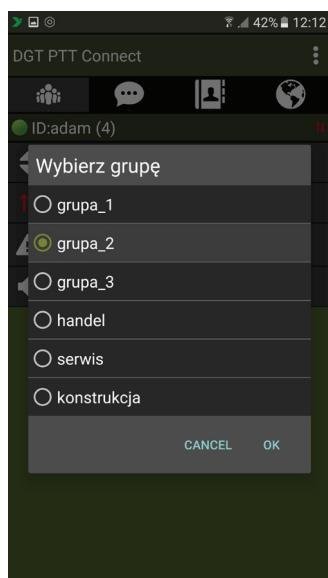 42% 12:12
DGT PTT Connect
ID:adam (4)
Wybierz grupę
grupa_1
grupa_2
grupa_3
handel
serwis
konstrukcja
CANCEL OK